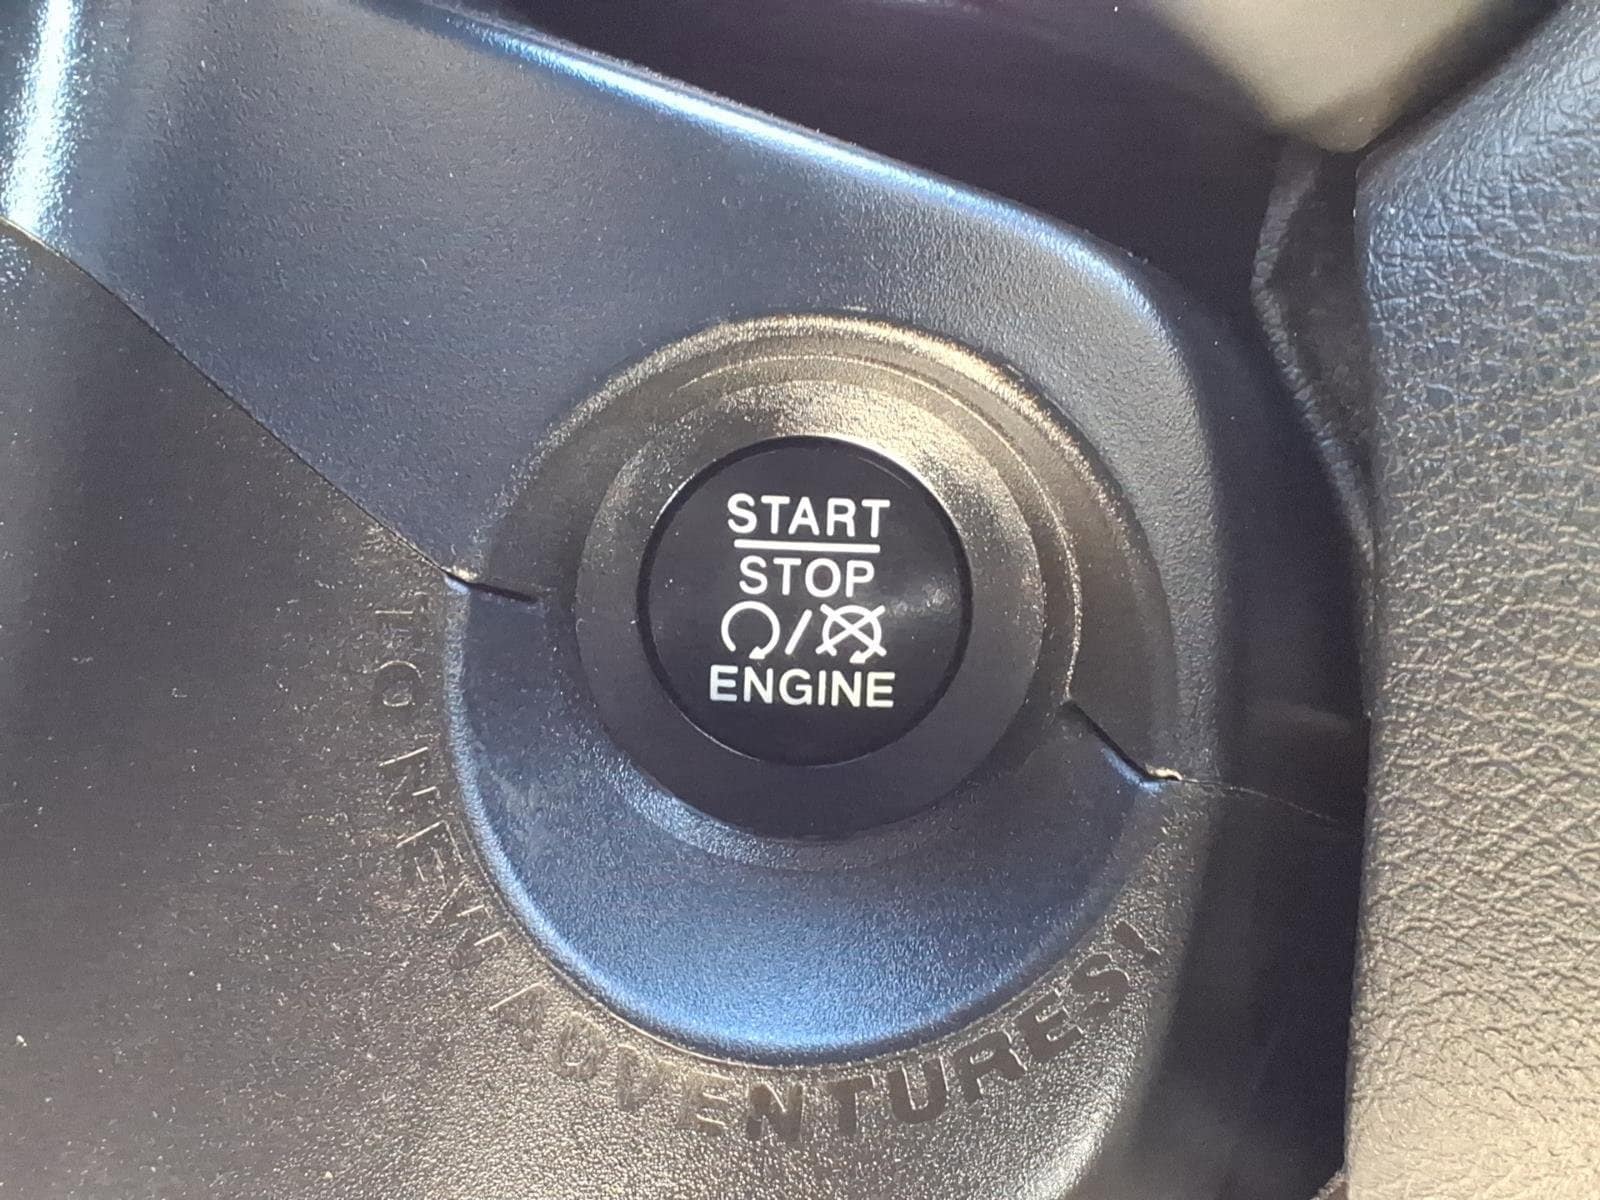 START
STOP
ENGINE
TO NEW ADVENTURES!